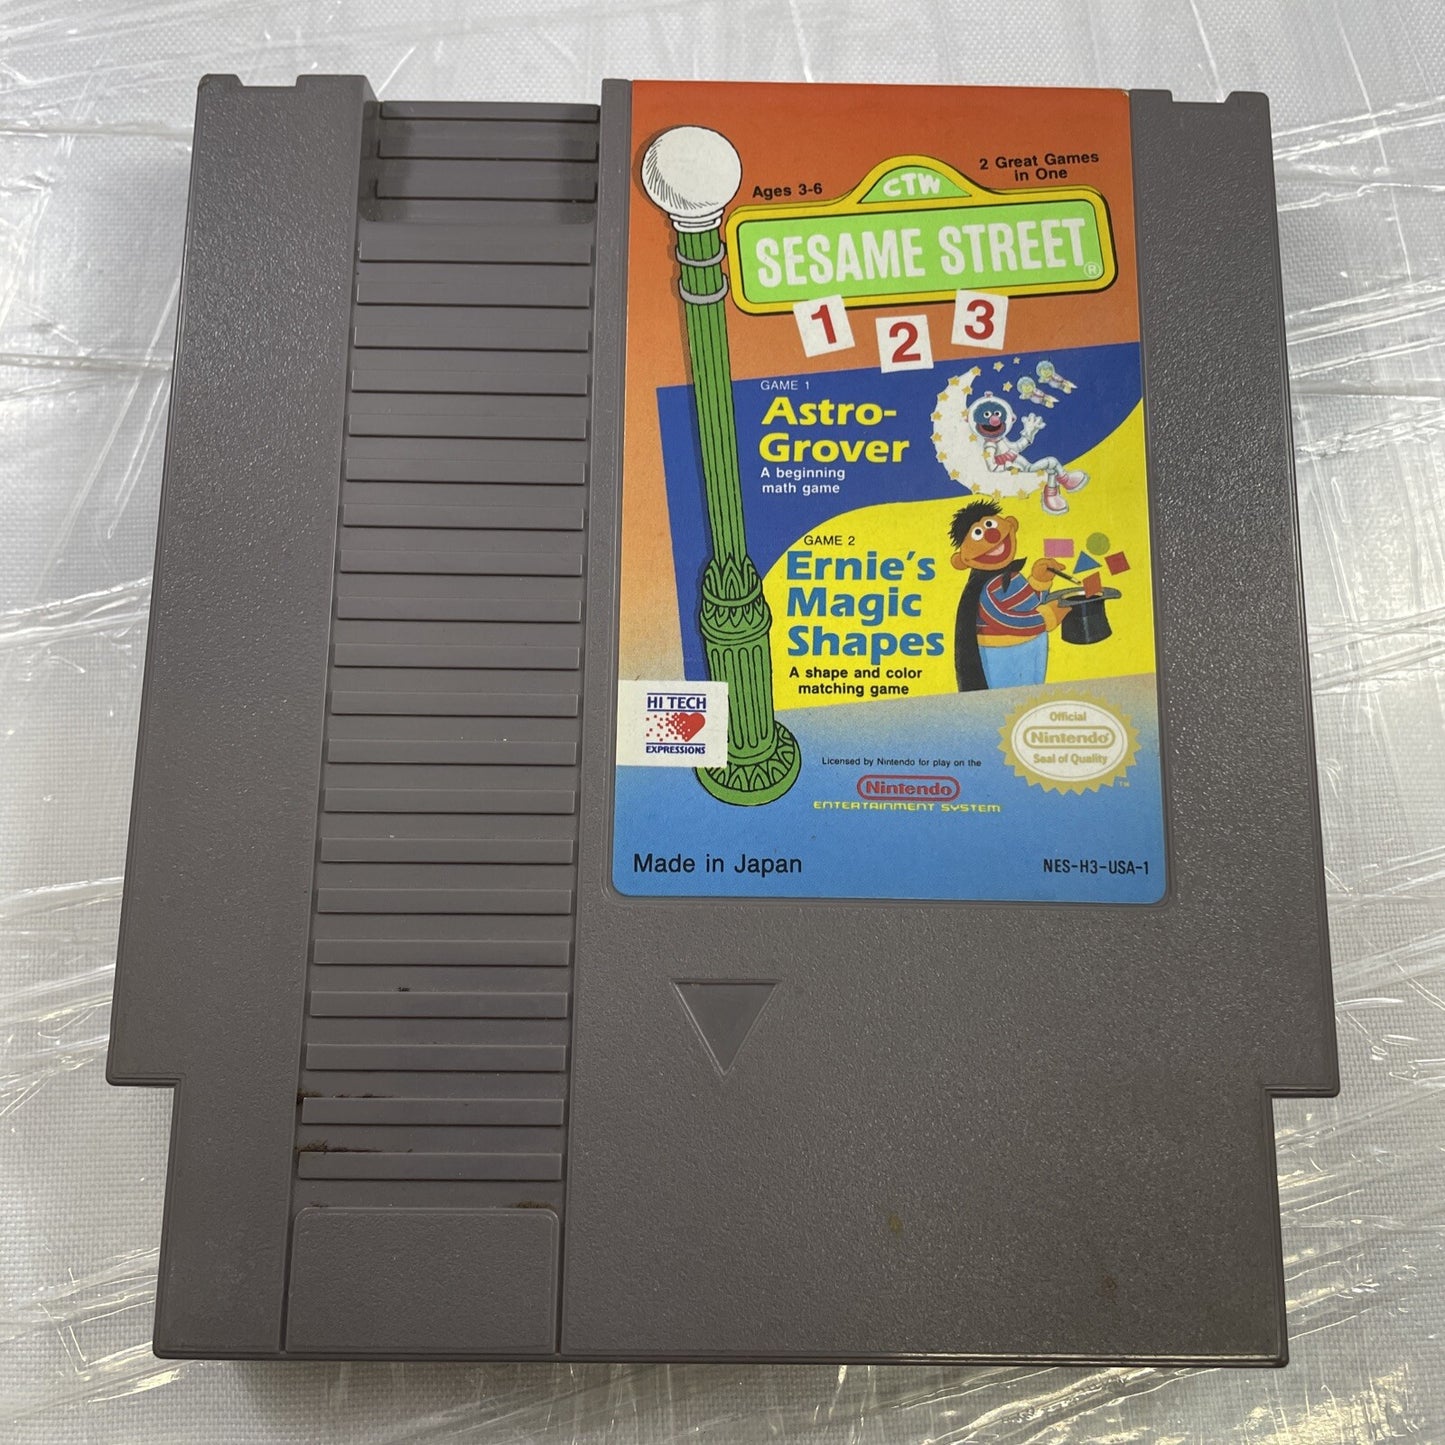 Ages 3-6
2 Great Games
in One
CTW
SESAME STREET®
1 2 3
GAME 1
Astro-
Grover
A beginning
math game
GAME 2
Ernie's
Magic
Shapes
A shape and color
matching game
HI TECH
EXPRESSIONS
Official
Nintendo
Seal of Quality
TM
Licensed by Nintendo for play on the
Nintendo
ENTERTAINMENT SYSTEM
Made in Japan
NES-H3-USA-1